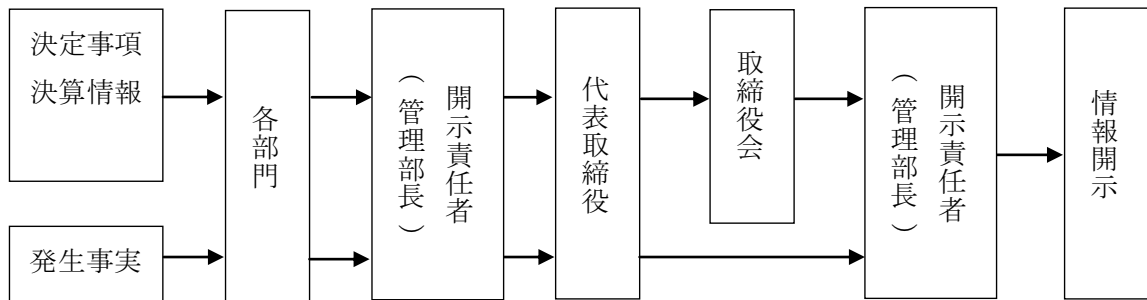 決定事項
決算情報
発生事実
各部門
開示責任者
（管理部長）
代表取締役
取締役会
開示責任者
（管理部長）
情報開示